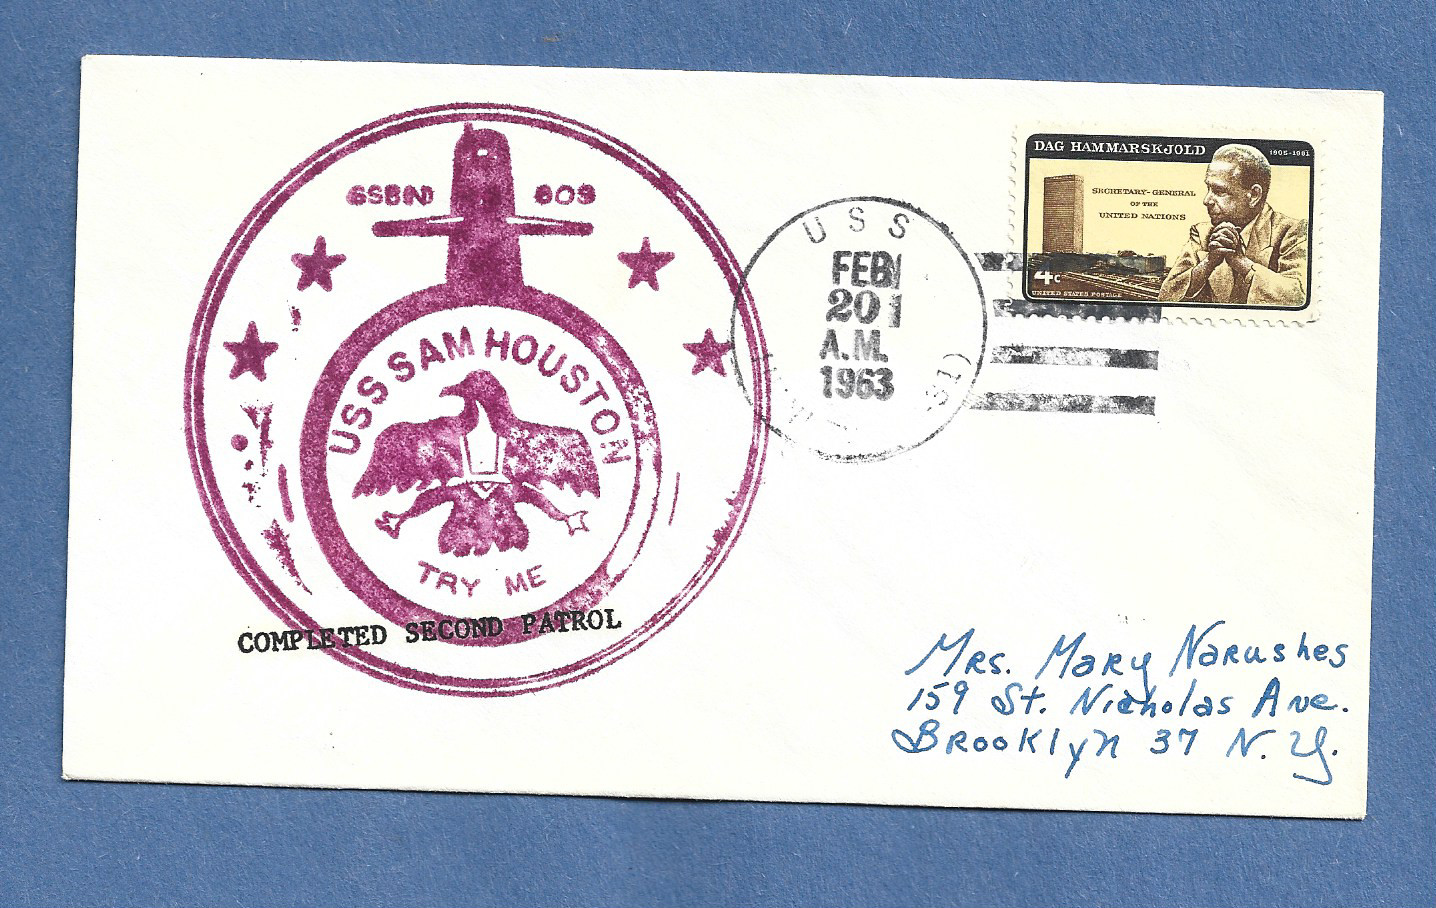 SSBN 609
USS SAM HOUSTON
TRY ME
COMPLETED SECOND PATROL
USS
FEB
20
A.M.
1963
DAG HAMMARSKJOLD 1905-1961
SECRETARY-GENERAL
OF THE
UNITED NATIONS
4c
UNITED STATES POSTAGE
Mrs. Mary Narushes
159 St. Nicholas Ave.
Brooklyn 37 N.Y.